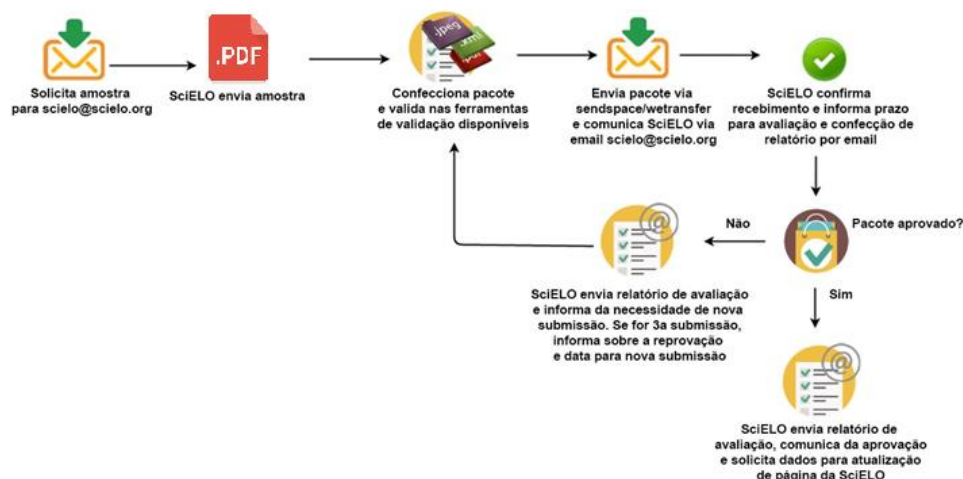 .PDF
Solicita amostra
para scielo@scielo.org
SciELO envia amostra
.jpeg
.xml
Confecciona pacote
e valida nas ferramentas
de validação disponíveis
Envia pacote via
sendspace/wetransfer
e comunica SciELO via
email scielo@scielo.org
SciELO confirma
recebimento e informa prazo
para avaliação e confecção de
relatório por email
Pacote aprovado?
Não
@
SciELO envia relatório de avaliação
e informa da necessidade de nova
submissão. Se for 3a submissão,
informa sobre a reprovação
e data para nova submissão
Sim
@
SciELO envia relatório de
avaliação, comunica da aprovação
e solicita dados para atualização
de página da SciELO